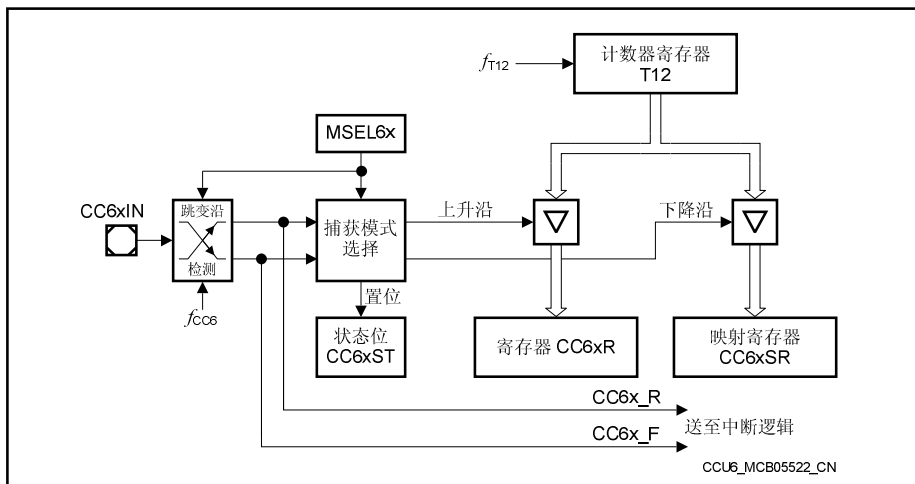 计数器寄存器
T12
fT12
MSEL6x
CC6xIN
跳变沿
检测
捕获模式
选择
上升沿
下降沿
置位
fCC6
状态位
CC6xST
寄存器 CC6xR
映射寄存器
CC6xSR
CC6x_R
送至中断逻辑
CC6x_F
CCU6_MCB05522_CN